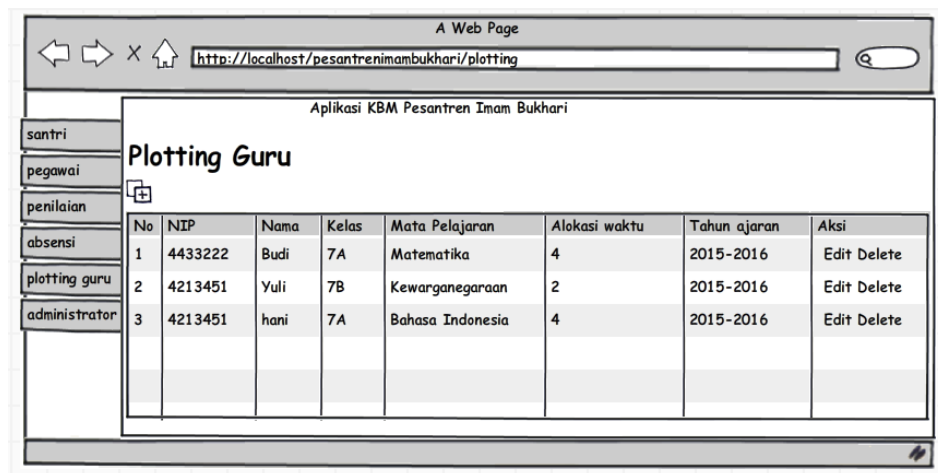 A Web Page
http://localhost/pesantrenimambukhari/plotting
Aplikasi KBM Pesantren Imam Bukhari
santri
pegawai
penilaian
absensi
plotting guru
administrator
Plotting Guru
No NIP Nama Kelas Mata Pelajaran Alokasi waktu Tahun ajaran Aksi
1 4433222 Budi 7A Matematika 4 2015-2016 Edit Delete
2 4213451 Yuli 7B Kewarganegaraan 2 2015-2016 Edit Delete
3 4213451 hani 7A Bahasa Indonesia 4 2015-2016 Edit Delete